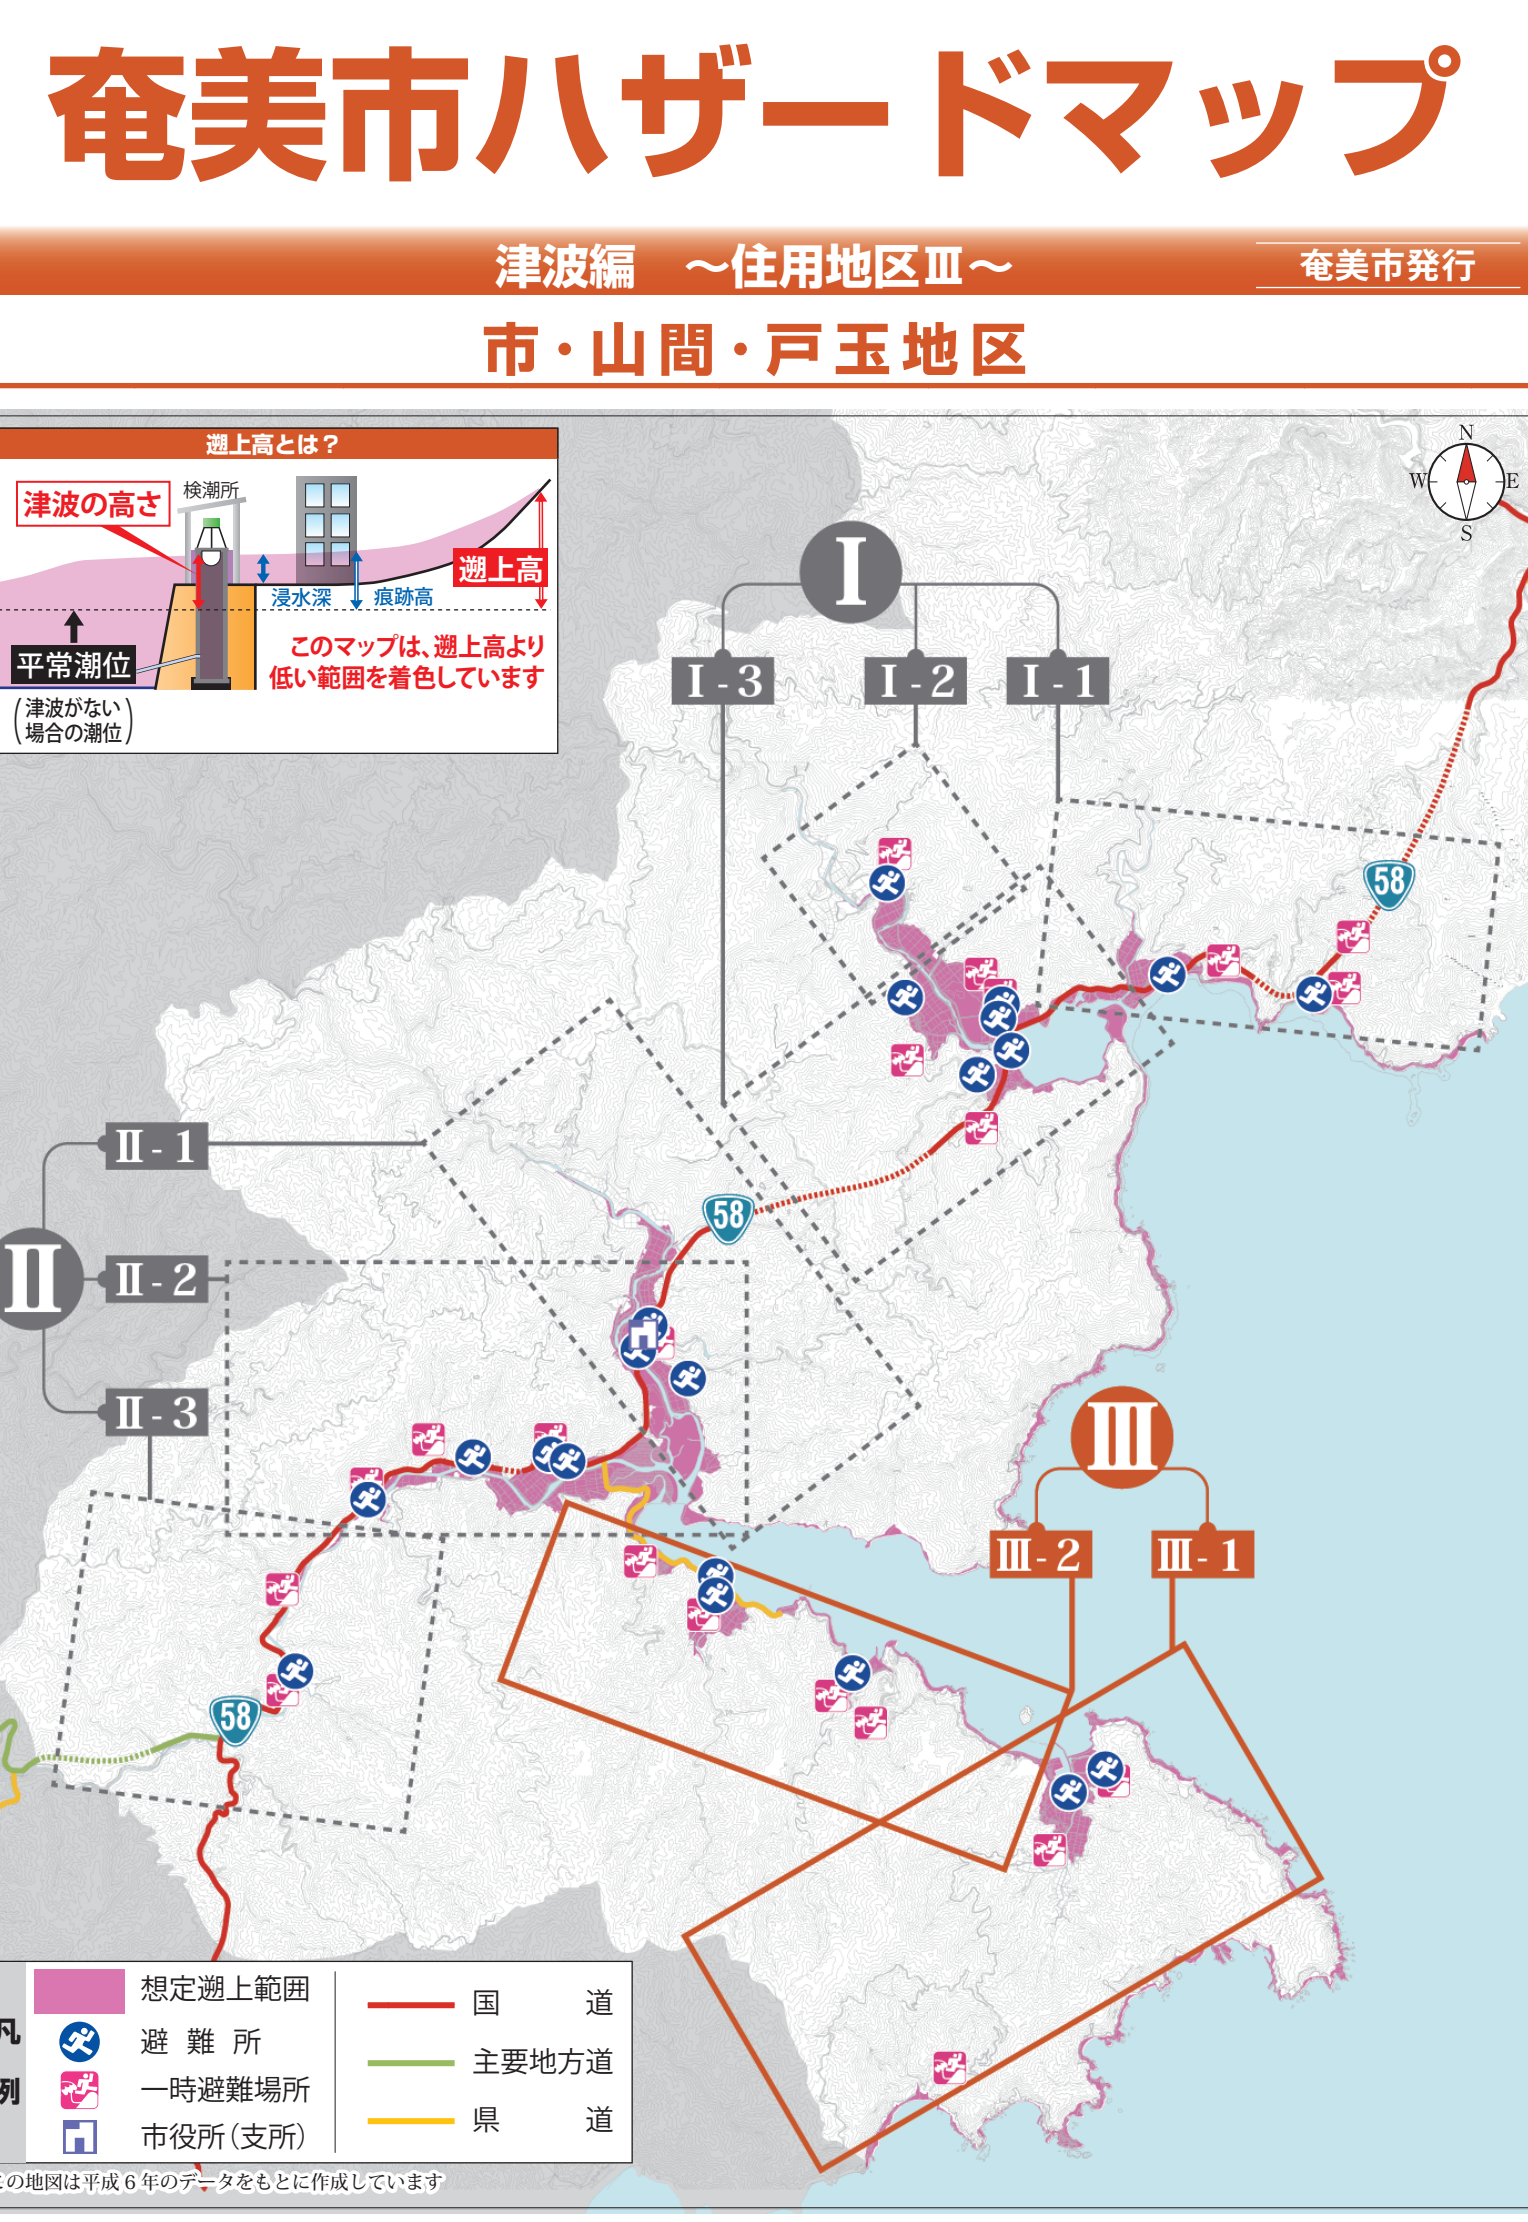 奄美市ハザードマップ
津波編　～住用地区Ⅲ～
奄美市発行
市・山間・戸玉地区
遡上高とは？
津波の高さ
検潮所
遡上高
浸水深
痕跡高
平常潮位
(津波がない
場合の潮位)
このマップは、遡上高より
低い範囲を着色しています
N
W
E
S
Ⅰ
Ⅰ-3
Ⅰ-2
Ⅰ-1
58
Ⅱ-1
58
Ⅱ
Ⅱ-2
Ⅱ-3
Ⅲ
Ⅲ-2
Ⅲ-1
58
凡
例
想定遡上範囲
避難所
一時避難場所
市役所（支所）
国道
主要地方道
県道
この地図は平成6年のデータをもとに作成しています